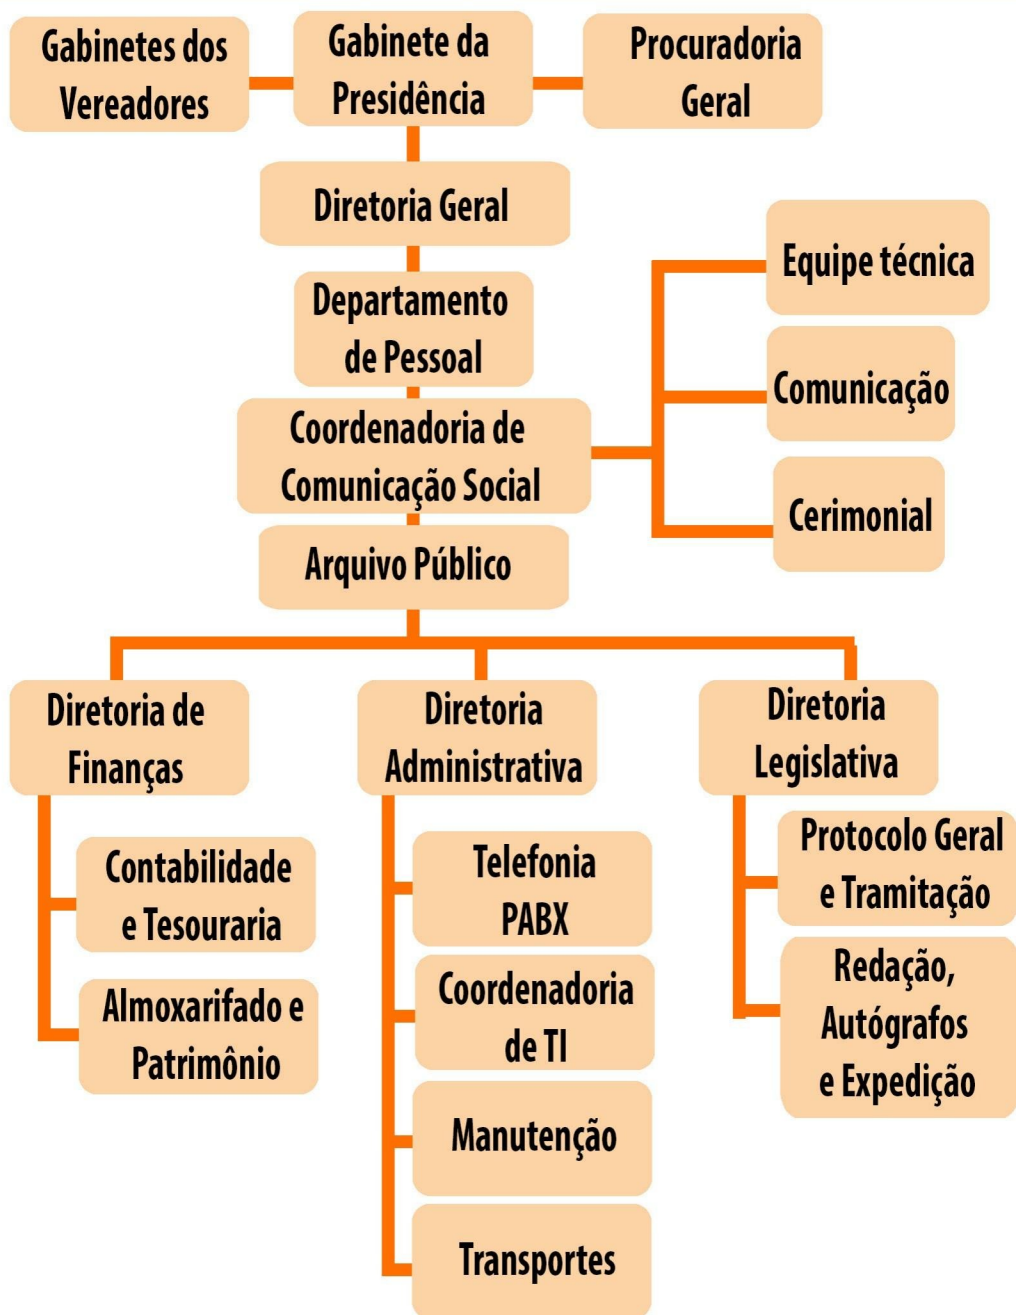 Gabinetes dos
Vereadores
Gabinete da
Presidência
Procuradoria
Geral
Diretoria Geral
Departamento
de Pessoal
Coordenadoria de
Comunicação Social
Equipe técnica
Comunicação
Cerimonial
Arquivo Público
Diretoria de
Finanças
Contabilidade
e Tesouraria
Almoxarifado e
Patrimônio
Diretoria
Administrativa
Telefonia
PABX
Coordenadoria
de TI
Manutenção
Transportes
Diretoria
Legislativa
Protocolo Geral
e Tramitação
Redação,
Autógrafos
e Expedição